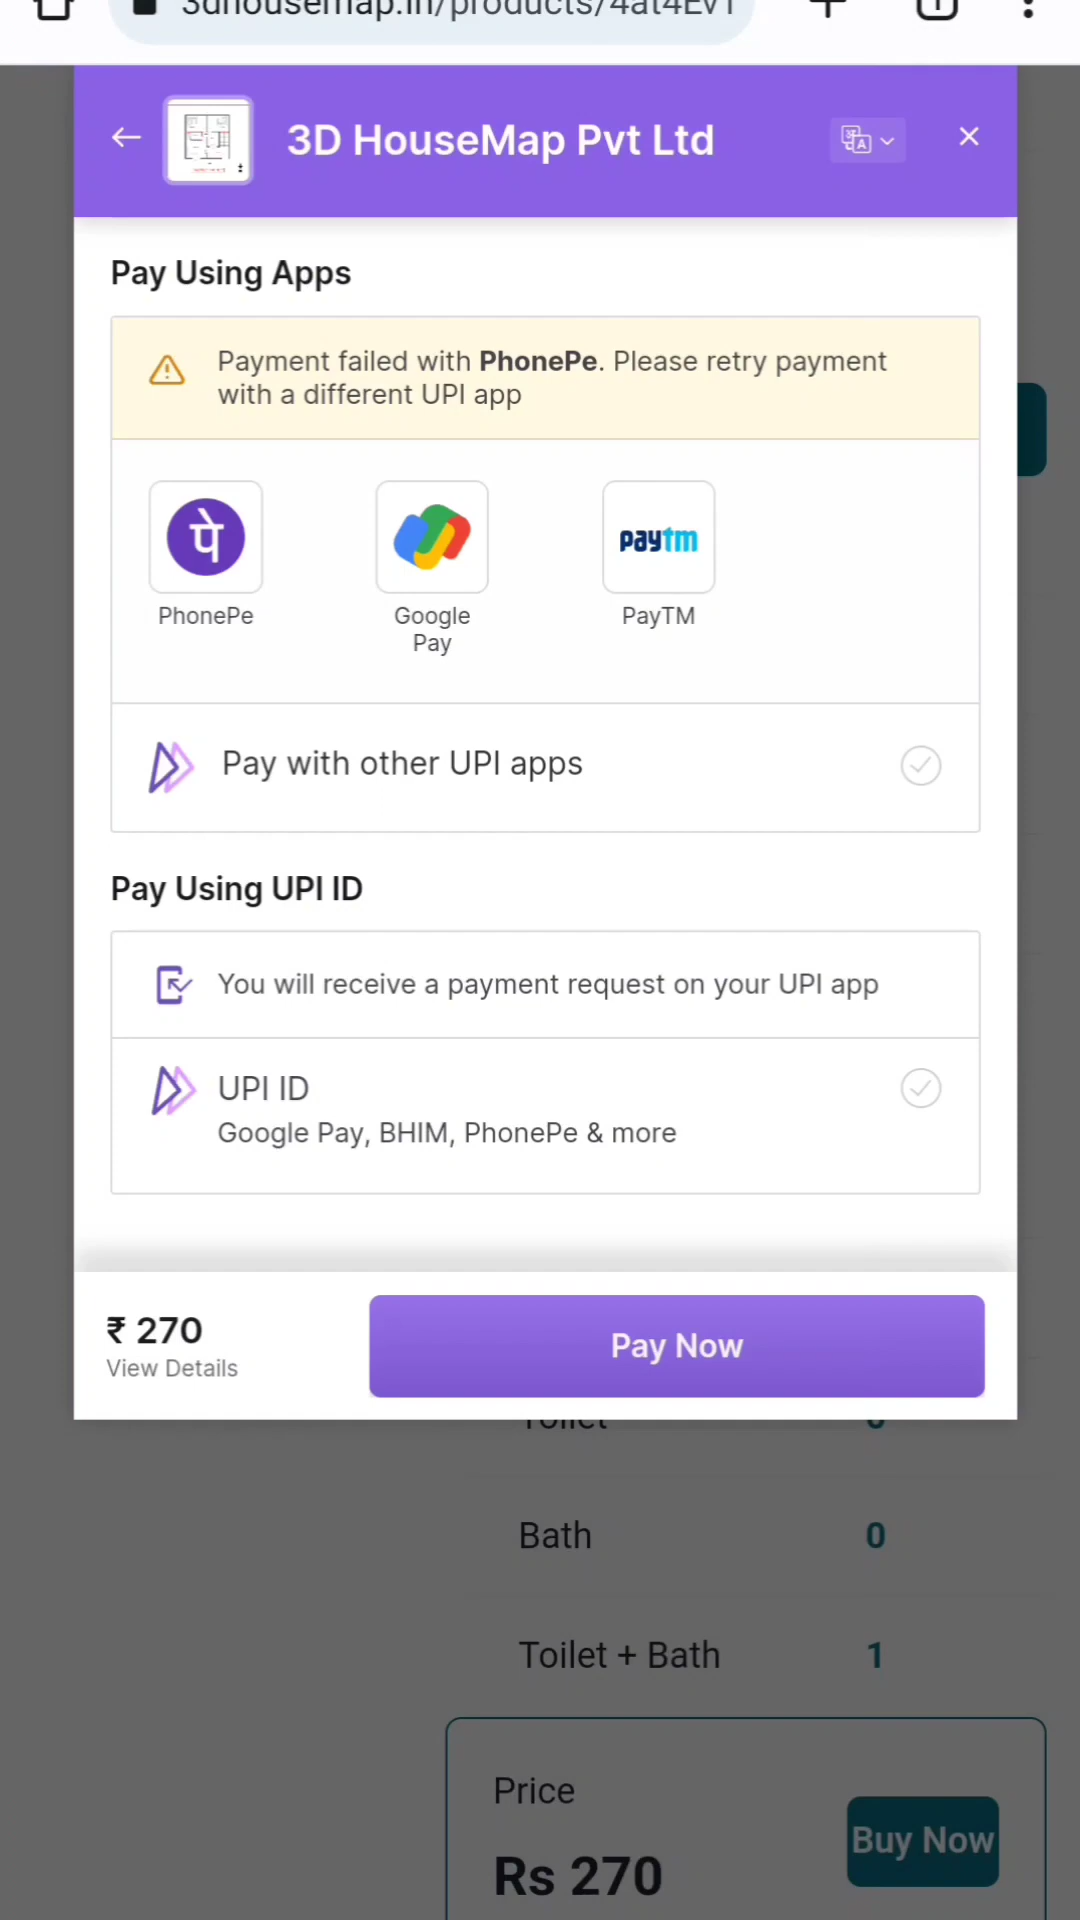 3D HouseMap Pvt Ltd
Pay Using Apps
Payment failed with PhonePe. Please retry payment
with a different UPI app
पे
paytm
PhonePe
Google
Pay
PayTM
Pay with other UPI apps
Pay Using UPI ID
You will receive a payment request on your UPI app
UPI ID
Google Pay, BHIM, PhonePe & more
₹ 270
View Details
Pay Now
Toilet
Bath 0
Toilet + Bath 1
Price
Buy Now
Rs 270